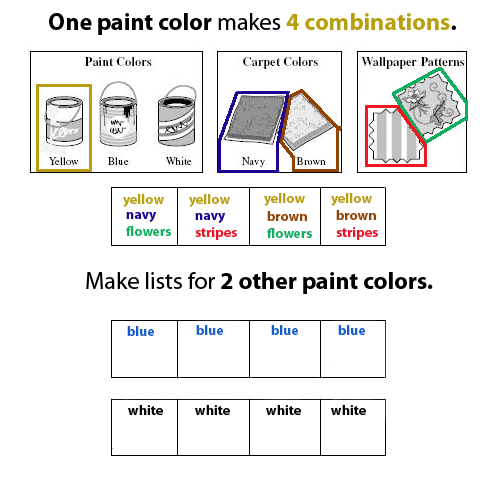 One paint color makes 4 combinations.
Paint Colors
Yellow Blue White
Carpet Colors
Navy Brown
Wallpaper Patterns
yellow yellow yellow yellow
navy navy brown brown
flowers stripes flowers stripes
Make lists for 2 other paint colors.
blue blue blue blue
white white white white